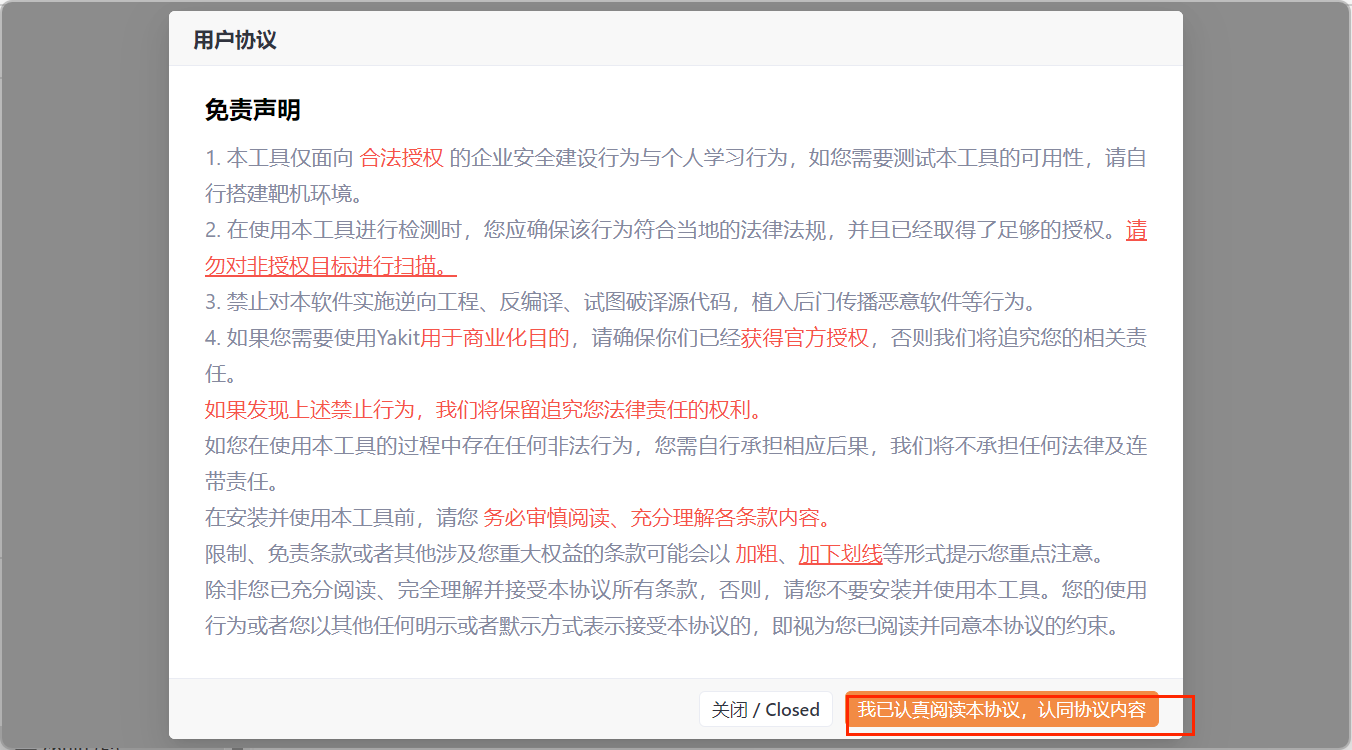 用户协议
免责声明
1. 本工具仅面向 合法授权 的企业安全建设行为与个人学习行为，如您需要测试本工具的可用性，请自
行搭建靶机环境。
2. 在使用本工具进行检测时，您应确保该行为符合当地的法律法规，并且已经取得了足够的授权。请
勿对非授权目标进行扫描。
3. 禁止对本软件实施逆向工程、反编译、试图破译源代码，植入后门传播恶意软件等行为。
4. 如果您需要使用Yakit用于商业化目的，请确保你们已经获得官方授权，否则我们将追究您的相关责
任。
如果发现上述禁止行为，我们将保留追究您法律责任的权利。
如您在使用本工具的过程中存在任何非法行为，您需自行承担相应后果，我们将不承担任何法律及连
带责任。
在安装并使用本工具前，请您 务必审慎阅读、充分理解各条款内容。
限制、免责条款或者其他涉及您重大权益的条款可能会以 加粗、加下划线等形式提示您重点注意。
除非您已充分阅读、完全理解并接受本协议所有条款，否则，请您不要安装并使用本工具。您的使用
行为或者您以其他任何明示或者默示方式表示接受本协议的，即视为您已阅读并同意本协议的约束。
关闭 / Closed
我已认真阅读本协议，认同协议内容